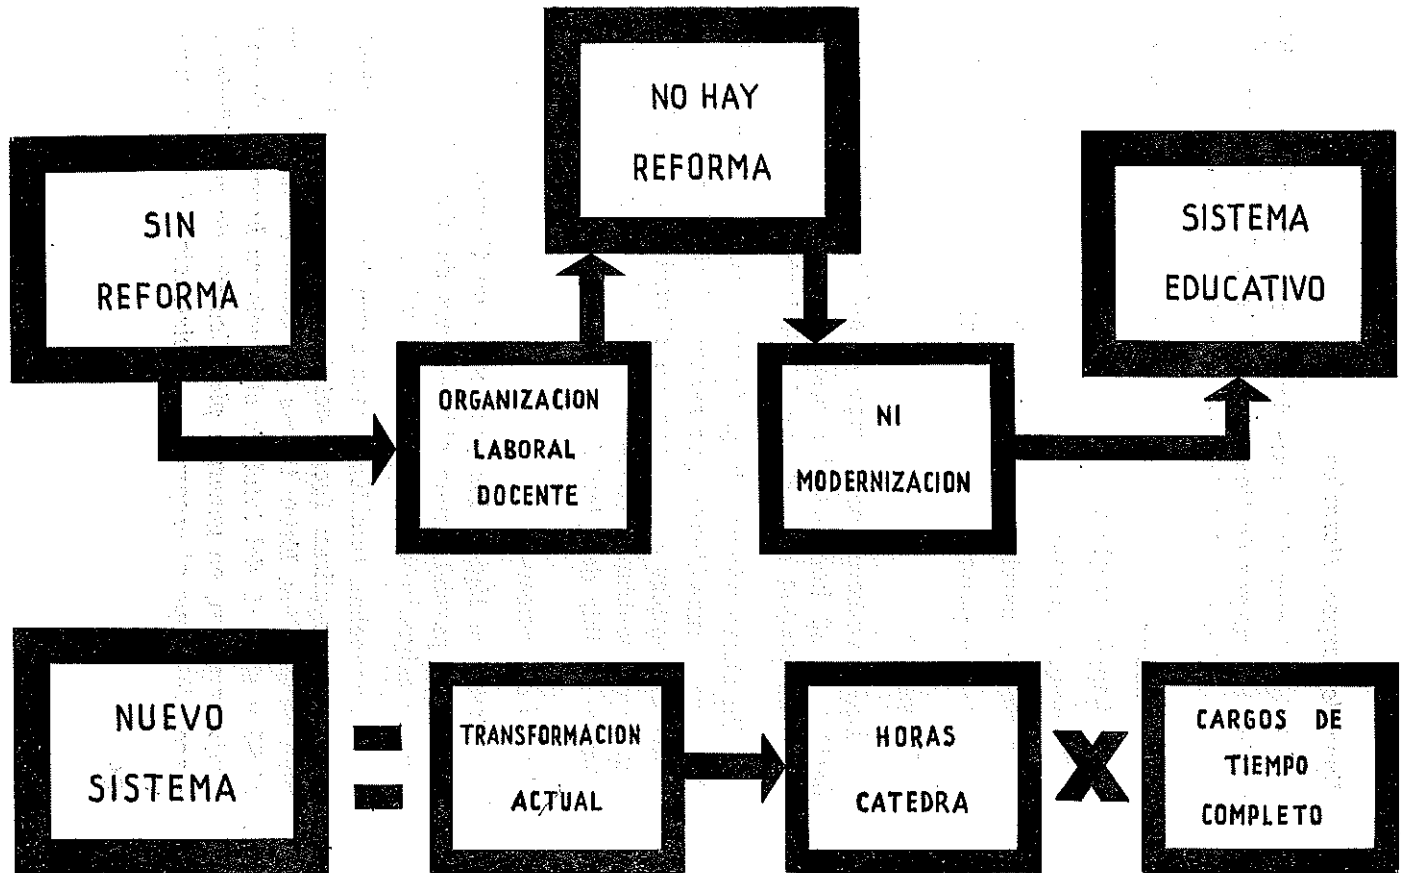 SIN
REFORMA
ORGANIZACION
LABORAL
DOCENTE
NO HAY
REFORMA
NI
MODERNIZACION
SISTEMA
EDUCATIVO
NUEVO
SISTEMA
=
TRANSFORMACION
ACTUAL
HORAS
CATEDRA
X
CARGOS DE
TIEMPO
COMPLETO